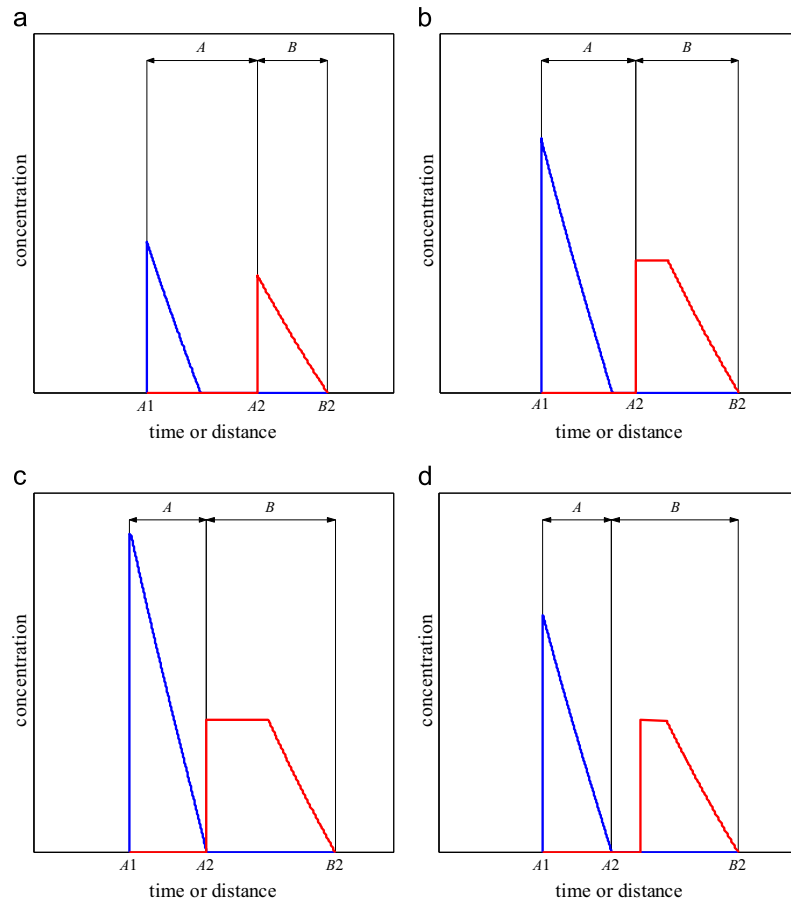 a
A B
concentration
A1 A2 B2
time or distance
b
A B
concentration
A1 A2 B2
time or distance
c
A B
concentration
A1 A2 B2
time or distance
d
A B
concentration
A1 A2 B2
time or distance